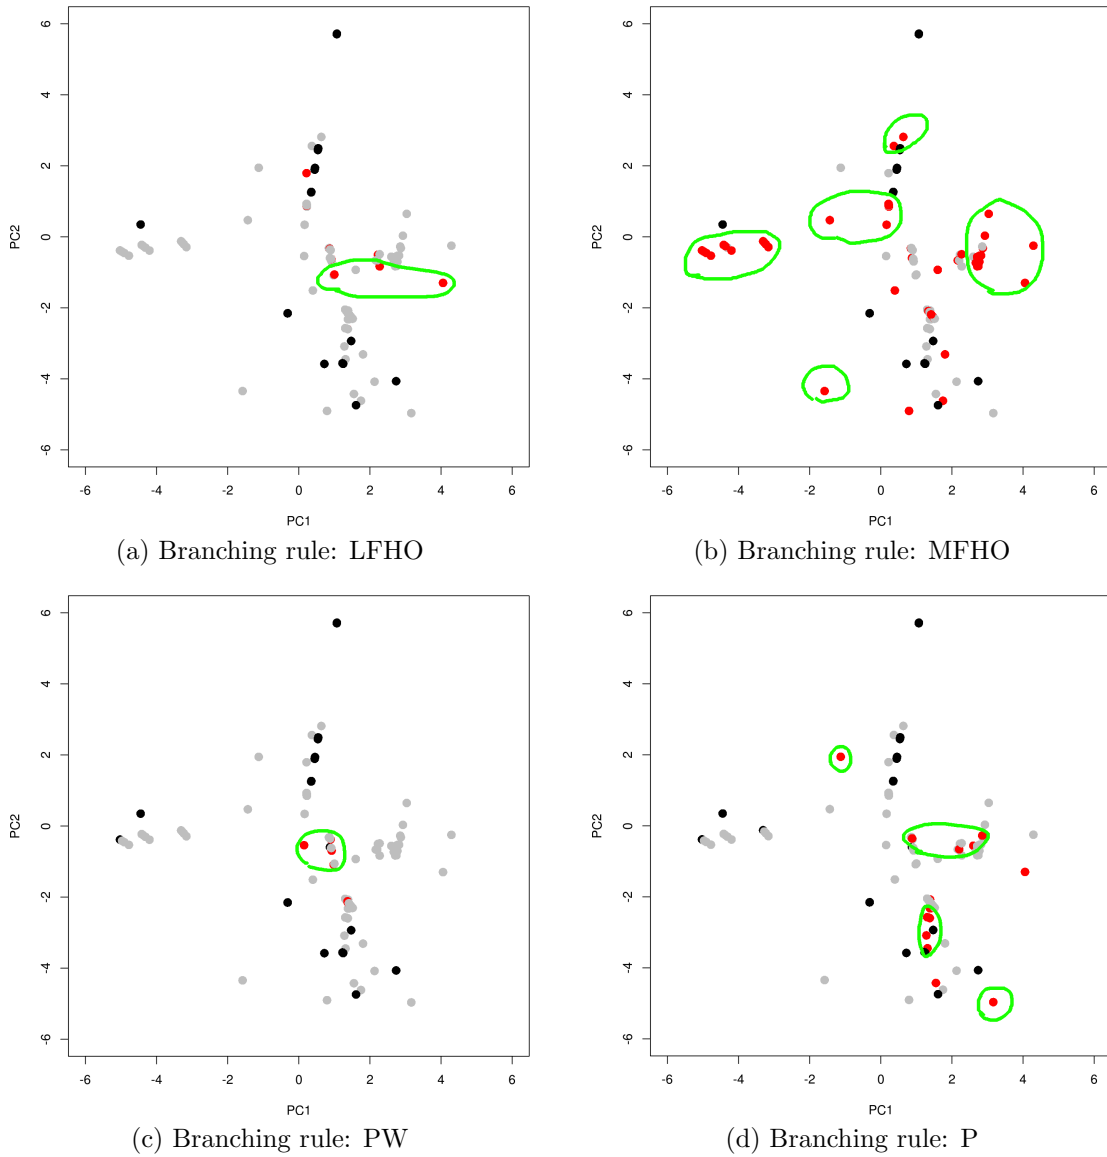 6
4
2
0
-2
-4
-6
PC2
-6 -4 -2 0 2 4 6
PC1
(a) Branching rule: LFHO
6
4
2
0
-2
-4
-6
PC2
-6 -4 -2 0 2 4 6
PC1
(b) Branching rule: MFHO
6
4
2
0
-2
-4
-6
PC2
-6 -4 -2 0 2 4 6
PC1
(c) Branching rule: PW
6
4
2
0
-2
-4
-6
PC2
-6 -4 -2 0 2 4 6
PC1
(d) Branching rule: P